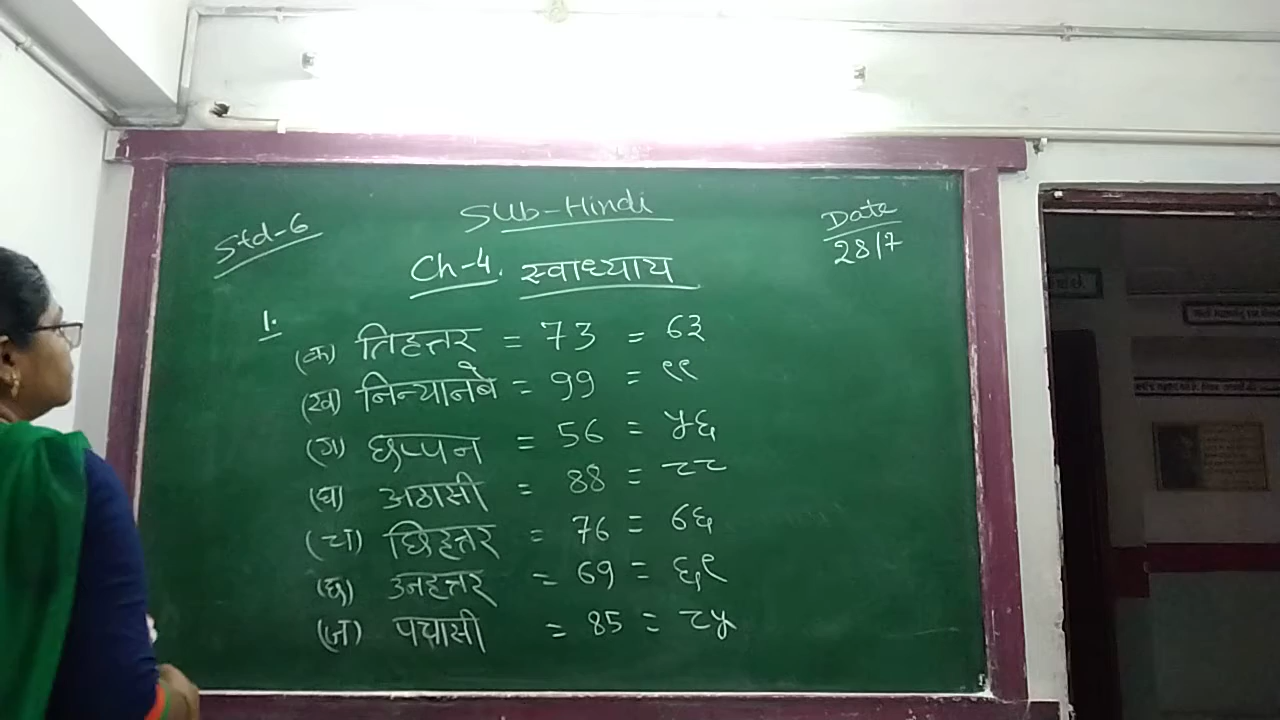 Std-6
Sub-Hindi
Date
28/7
Ch-4. स्वाध्याय
1.
(क) तिहत्तर = 73 = ७३
(ख) निन्यानबे = 99 = ९९
(ग) छप्पन = 56 = ५६
(घ) अठासी = 88 = ८८
(च) छिहत्तर = 76 = ७६
(छ) उनहत्तर = 69 = ६९
(ज) पचासी = 85 = ८५